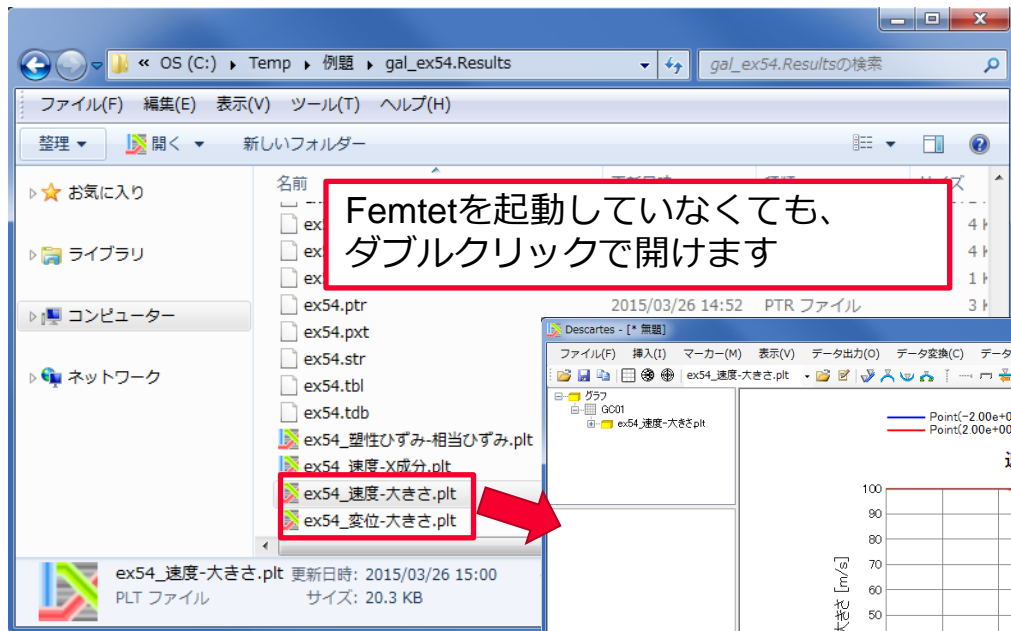 « OS (C:) ▸ Temp ▸ 例題 ▸ gal_ex54.Results
gal_ex54.Resultsの検索
ファイル(F) 編集(E) 表示(V) ツール(T) ヘルプ(H)
整理 ▼ 開く ▼ 新しいフォルダー
お気に入り
ライブラリ
コンピューター
ネットワーク
名前
Femtetを起動していなくても、
ダブルクリックで開けます
ex
4 K
ex
4 K
ex
1 K
ex54.ptr 2015/03/26 14:52 PTR ファイル 3 K
ex54.pxt
ex54.str
ex54.tbl
ex54.tdb
ex54_塑性ひずみ-相当ひずみ.plt
ex54_速度-X成分.plt
ex54_速度-大きさ.plt
ex54_変位-大きさ.plt
ex54_速度-大きさ.plt 更新日時: 2015/03/26 15:00
PLT ファイル サイズ: 20.3 KB
Descartes - [* 無題]
ファイル(F) 挿入(I) マーカー(M) 表示(V) データ出力(O) データ変換(C) データ
ex54_速度-大きさ.plt
グラフ
GC01
ex54_速度-大きさ.plt
Point(-2.00e+0
Point(2.00e+00
100
90
80
70
60
50
大きさ [m/s]